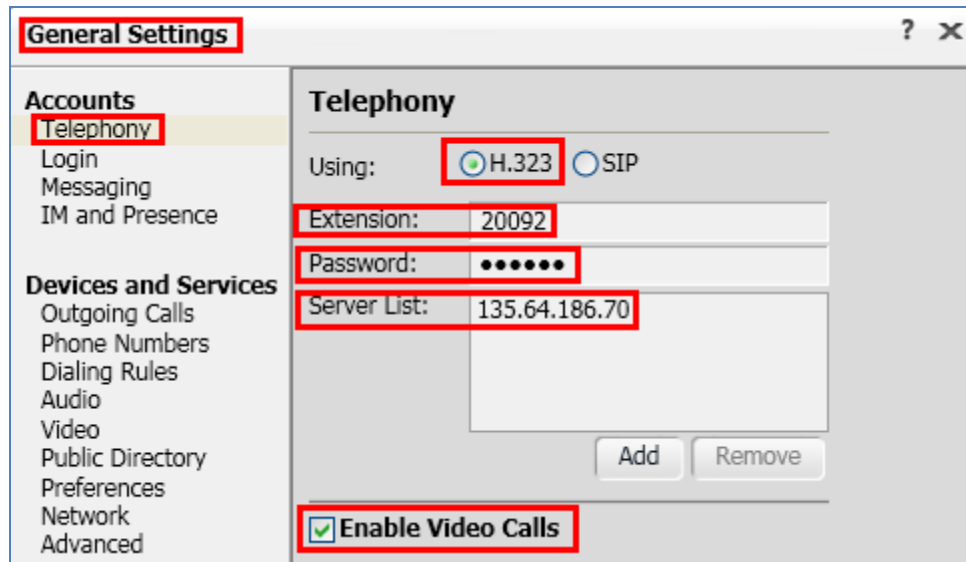 General Settings
? X
Accounts
Telephony
Login
Messaging
IM and Presence
Devices and Services
Outgoing Calls
Phone Numbers
Dialing Rules
Audio
Video
Public Directory
Preferences
Network
Advanced
Telephony
Using: H.323 SIP
Extension: 20092
Password: ●●●●●●
Server List: 135.64.186.70
Add Remove
Enable Video Calls